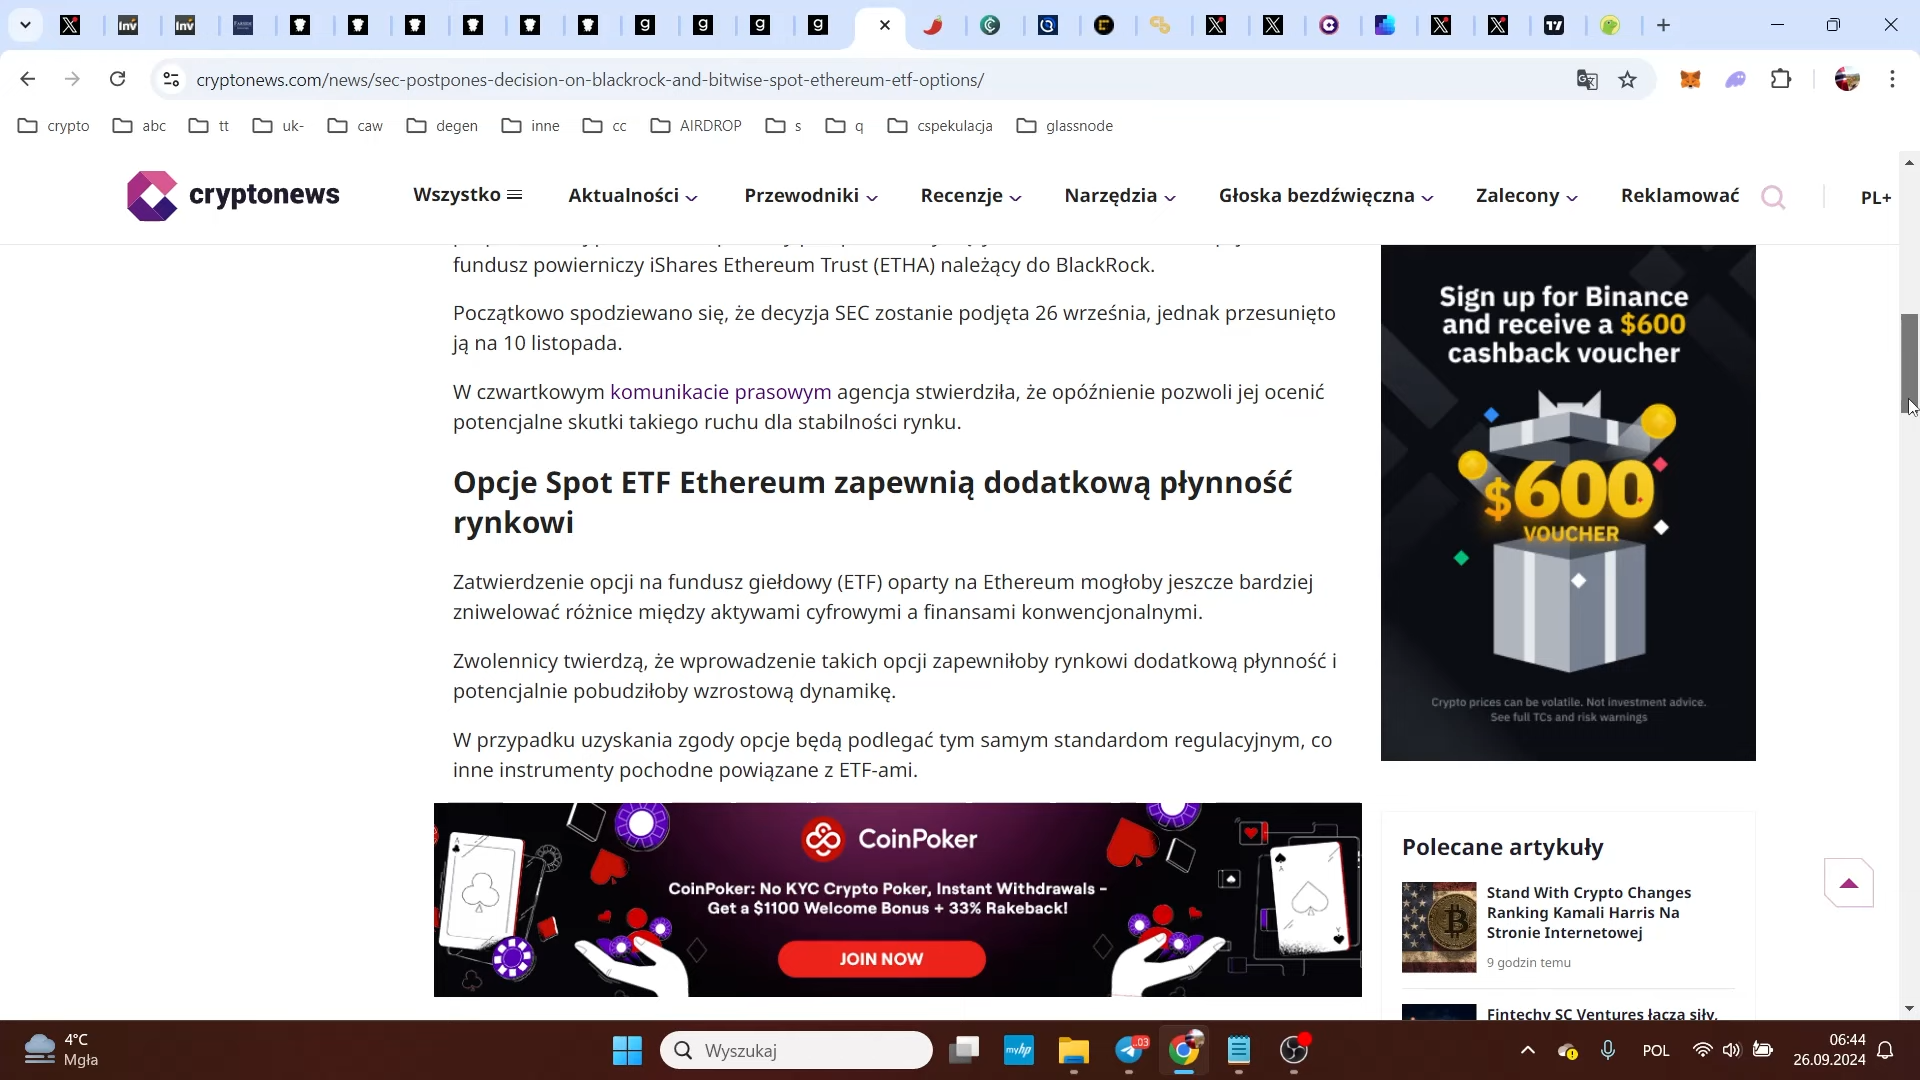 cryptonews.com/news/sec-postpones-decision-on-blackrock-and-bitwise-spot-ethereum-etf-options/
crypto
abc
tt
uk-
caw
degen
inne
cc
AIRDROP
s
q
cspekulacja
glassnode
cryptonews
Wszystko
Aktualności
Przewodniki
Recenzje
Narzędzia
Głoska bezdźwięczna
Zalecony
Reklamować
PL+
fundusz powierniczy iShares Ethereum Trust (ETHA) należący do BlackRock.
Początkowo spodziewano się, że decyzja SEC zostanie podjęta 26 września, jednak przesunięto
ją na 10 listopada.
W czwartkowym komunikacie prasowym agencja stwierdziła, że opóźnienie pozwoli jej ocenić
potencjalne skutki takiego ruchu dla stabilności rynku.
Opcje Spot ETF Ethereum zapewnią dodatkową płynność
rynkowi
Zatwierdzenie opcji na fundusz giełdowy (ETF) oparty na Ethereum mogłoby jeszcze bardziej
zniwelować różnice między aktywami cyfrowymi a finansami konwencjonalnymi.
Zwolennicy twierdzą, że wprowadzenie takich opcji zapewniłoby rynkowi dodatkową płynność i
potencjalnie pobudziłoby wzrostową dynamikę.
W przypadku uzyskania zgody opcje będą podlegać tym samym standardom regulacyjnym, co
inne instrumenty pochodne powiązane z ETF-ami.
Sign up for Binance
and receive a $600
cashback voucher
$600
VOUCHER
Crypto prices can be volatile. Not investment advice.
See full TCs and risk warnings
CoinPoker
CoinPoker: No KYC Crypto Poker, Instant Withdrawals -
Get a $1100 Welcome Bonus + 33% Rakeback!
JOIN NOW
Polecane artykuły
Stand With Crypto Changes
Ranking Kamali Harris Na
Stronie Internetowej
9 godzin temu
Fintechy SC Ventures łączą siły,
4°C
Mgła
Wyszukaj
myhp
.03
POL
06:44
26.09.2024